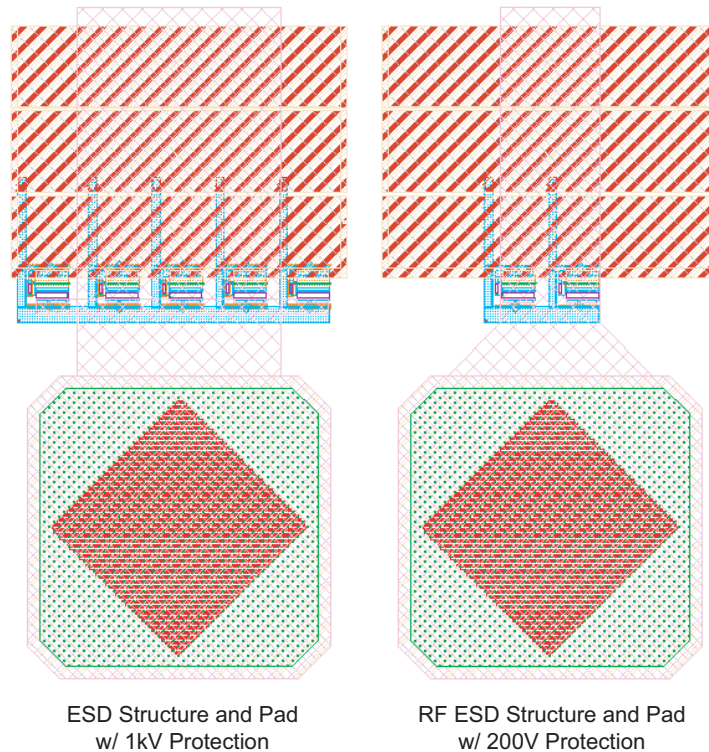 ESD Structure and Pad
w/ 1kV Protection
RF ESD Structure and Pad
w/ 200V Protection